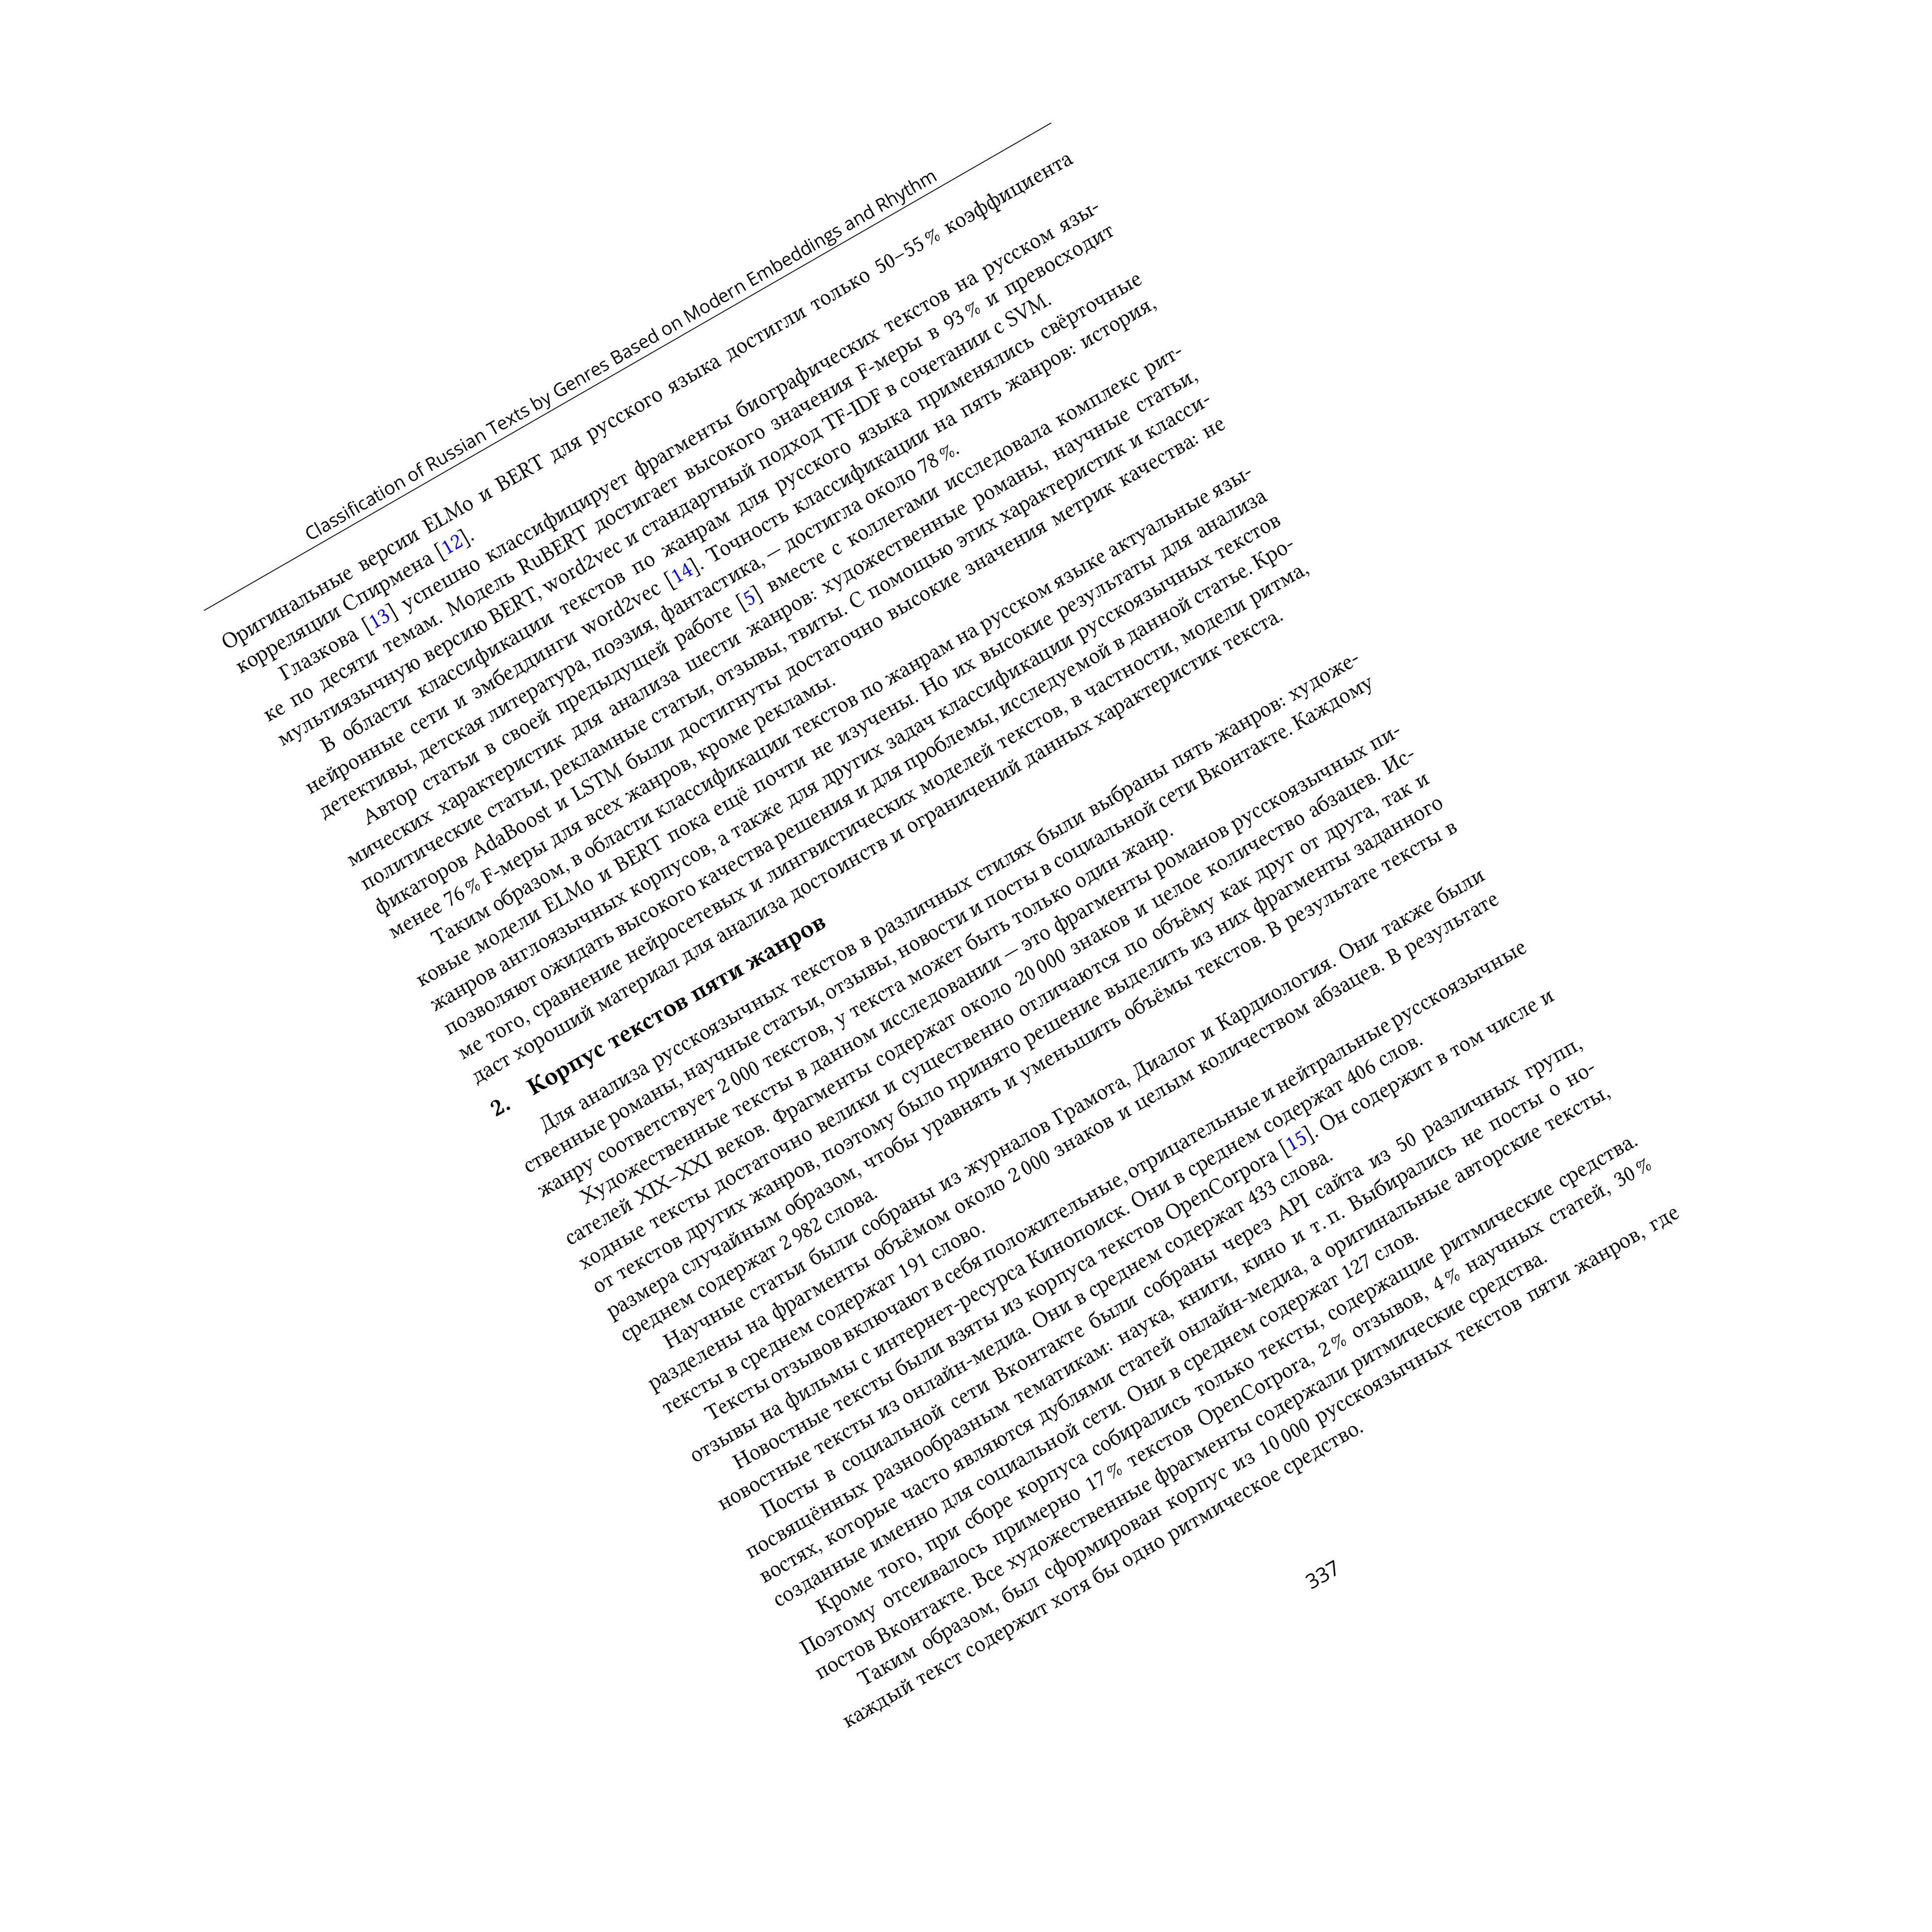 Classification of Russian Texts by Genres Based on Modern Embeddings and Rhythm
Оригинальные версии ELMo и BERT для русского языка достигли только 50–55 % коэффициента
корреляции Спирмена [12].
Глазкова [13] успешно классифицирует фрагменты биографических текстов на русском язы-
ке по десяти темам. Модель RuBERT достигает высокого значения F-меры в 93 % и превосходит
мультиязычную версию BERT, word2vec и стандартный подход TF-IDF в сочетании с SVM.
В области классификации текстов по жанрам для русского языка применялись свёрточные
нейронные сети и эмбеддинги word2vec [14]. Точность классификации на пять жанров: история,
детективы, детская литература, поэзия, фантастика, — достигла около 78 %.
Автор статьи в своей предыдущей работе [5] вместе с коллегами исследовала комплекс рит-
мических характеристик для анализа шести жанров: художественные романы, научные статьи,
политические статьи, рекламные статьи, отзывы, твиты. С помощью этих характеристик и класси-
фикаторов AdaBoost и LSTM были достигнуты достаточно высокие значения метрик качества: не
менее 76 % F-меры для всех жанров, кроме рекламы.
Таким образом, в области классификации текстов по жанрам на русском языке актуальные язы-
ковые модели ELMo и BERT пока ещё почти не изучены. Но их высокие результаты для анализа
жанров англоязычных корпусов, а также для других задач классификации русскоязычных текстов
позволяют ожидать высокого качества решения и для проблемы, исследуемой в данной статье. Кро-
ме того, сравнение нейросетевых и лингвистических моделей текстов, в частности, модели ритма,
даст хороший материал для анализа достоинств и ограничений данных характеристик текста.
2. Корпус текстов пяти жанров
Для анализа русскоязычных текстов в различных стилях были выбраны пять жанров: художе-
ственные романы, научные статьи, отзывы, новости и посты в социальной сети Вконтакте. Каждому
жанру соответствует 2 000 текстов, у текста может быть только один жанр.
Художественные тексты в данном исследовании — это фрагменты романов русскоязычных пи-
сателей XIX–XXI веков. Фрагменты содержат около 20 000 знаков и целое количество абзацев. Ис-
ходные тексты достаточно велики и существенно отличаются по объёму как друг от друга, так и
от текстов других жанров, поэтому было принято решение выделить из них фрагменты заданного
размера случайным образом, чтобы уравнять и уменьшить объёмы текстов. В результате тексты в
среднем содержат 2 982 слова.
Научные статьи были собраны из журналов Грамота, Диалог и Кардиология. Они также были
разделены на фрагменты объёмом около 2 000 знаков и целым количеством абзацев. В результате
тексты в среднем содержат 191 слово.
Тексты отзывов включают в себя положительные, отрицательные и нейтральные русскоязычные
отзывы на фильмы с интернет-ресурса Кинопоиск. Они в среднем содержат 406 слов.
Новостные тексты были взяты из корпуса текстов OpenCorpora [15]. Он содержит в том числе и
новостные тексты из онлайн-медиа. Они в среднем содержат 433 слова.
Посты в социальной сети Вконтакте были собраны через API сайта из 50 различных групп,
посвящённых разнообразным тематикам: наука, книги, кино и т. п. Выбирались не посты о но-
востях, которые часто являются дублями статей онлайн-медиа, а оригинальные авторские тексты,
созданные именно для социальной сети. Они в среднем содержат 127 слов.
Кроме того, при сборе корпуса собирались только тексты, содержащие ритмические средства.
Поэтому отсеивалось примерно 17 % текстов OpenCorpora, 2 % отзывов, 4 % научных статей, 30 %
постов Вконтакте. Все художественные фрагменты содержали ритмические средства.
Таким образом, был сформирован корпус из 10 000 русскоязычных текстов пяти жанров, где
каждый текст содержит хотя бы одно ритмическое средство.
337